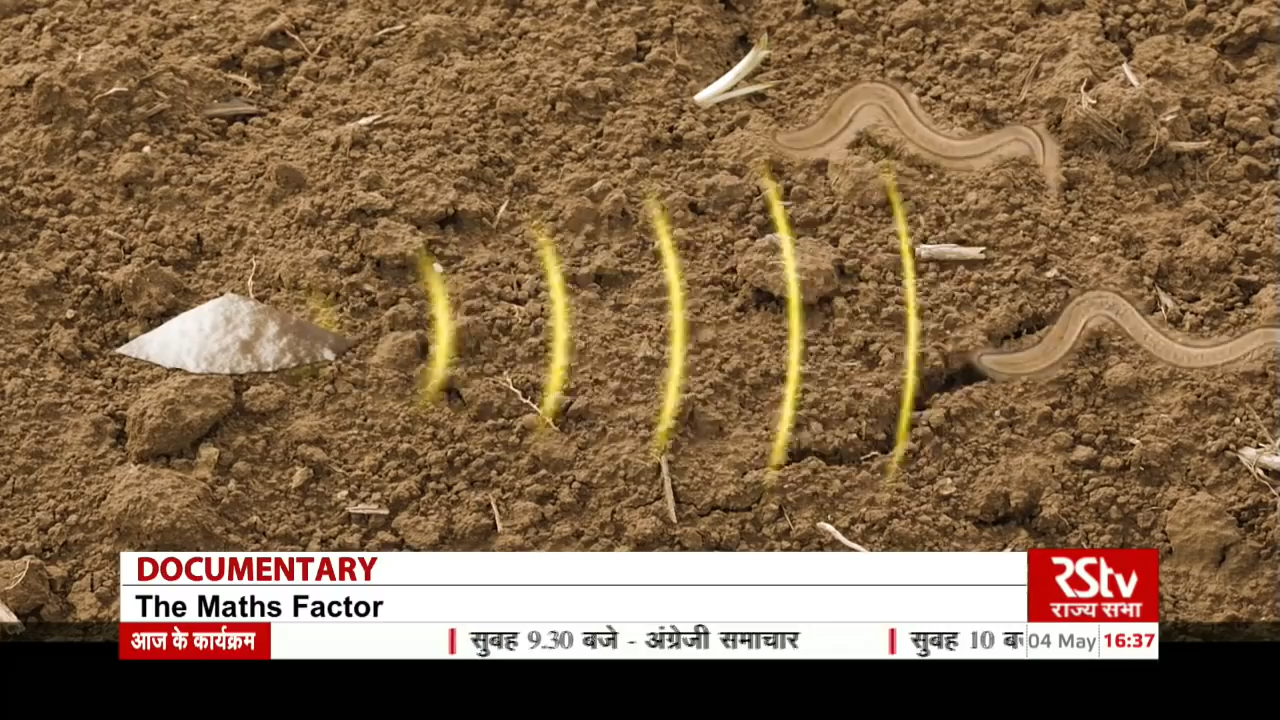 DOCUMENTARY
The Maths Factor
RStv
राज्य सभा
आज के कार्यक्रम
सुबह 9.30 बजे - अंग्रेजी समाचार
सुबह 10
04 May 16:37